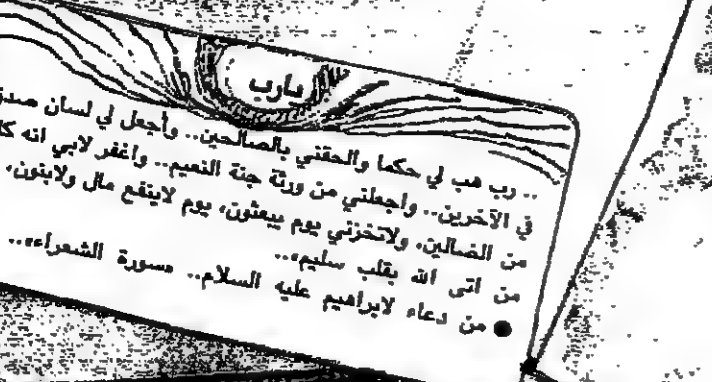 يارب
.. رب هب لي حكما والحقني بالصالحين.. وأجعل لي لسان صدق
في الآخرين.. واجعلني من ورثة جنة النعيم.. واغفر لابي انه
من الضالين، ولاتخزني يوم يبعثون، يوم لاينفع مال ولابنون،
من اتى الله بقلب سليم»..
● من دعاء لابراهيم عليه السلام.. «سورة الشعراء»..